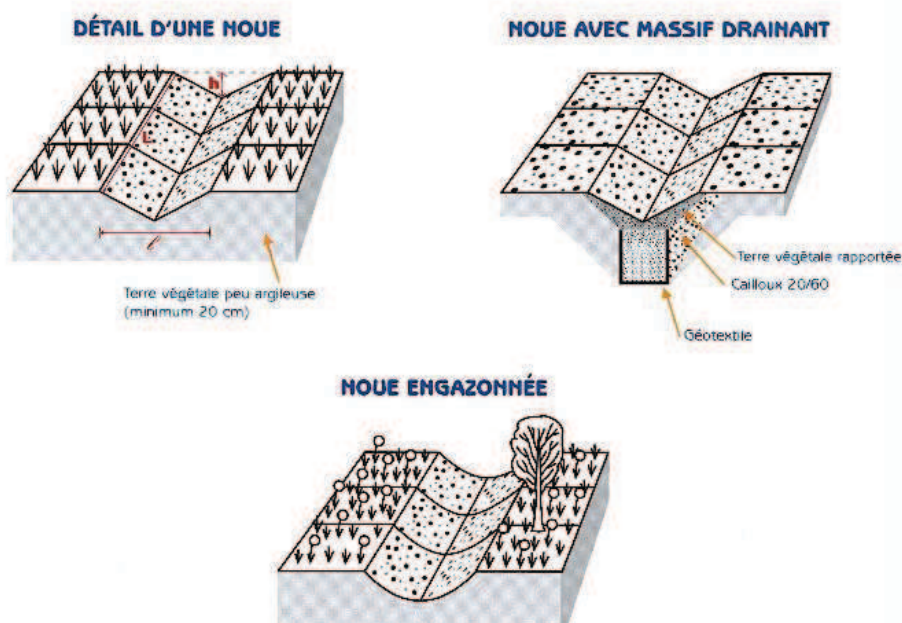 DÉTAIL D'UNE NOUE
h
L
l
Terre végétale peu argileuse
(minimum 20 cm)
NOUE AVEC MASSIF DRAINANT
Terre végétale rapportée
Cailloux 20/60
Géotextile
NOUE ENGAZONNÉE